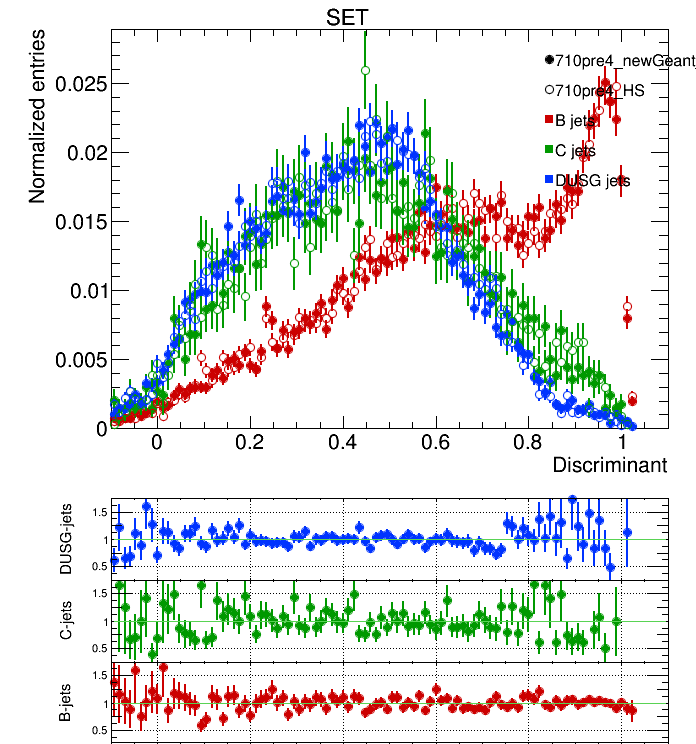 SET
Normalized entries
0.025
0.02
0.015
0.01
0.005
0
710pre4_newGeant
710pre4_HS
B jets
C jets
DUSG jets
0 0.2 0.4 0.6 0.8 1
Discriminant
DUSG-jets
1.5
1
0.5
C-jets
1.5
1
0.5
B-jets
1.5
1
0.5